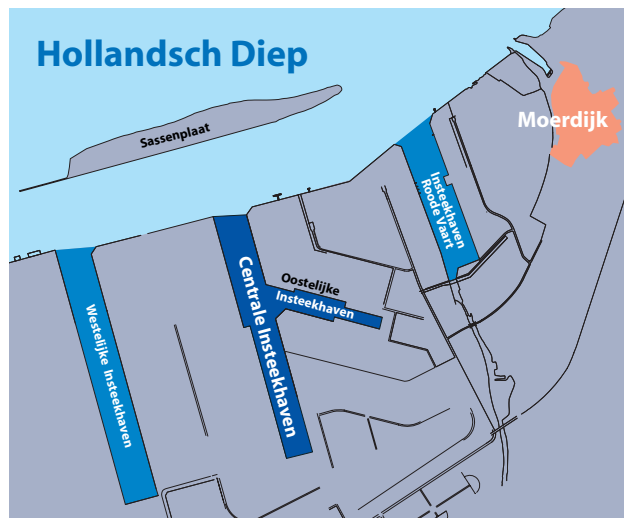 Hollandsch Diep
Sassenplaat
Moerdijk
Insteekhaven
Roode Vaart
Oostelijke
Insteekhaven
Centrale Insteekhaven
Westelijke Insteekhaven